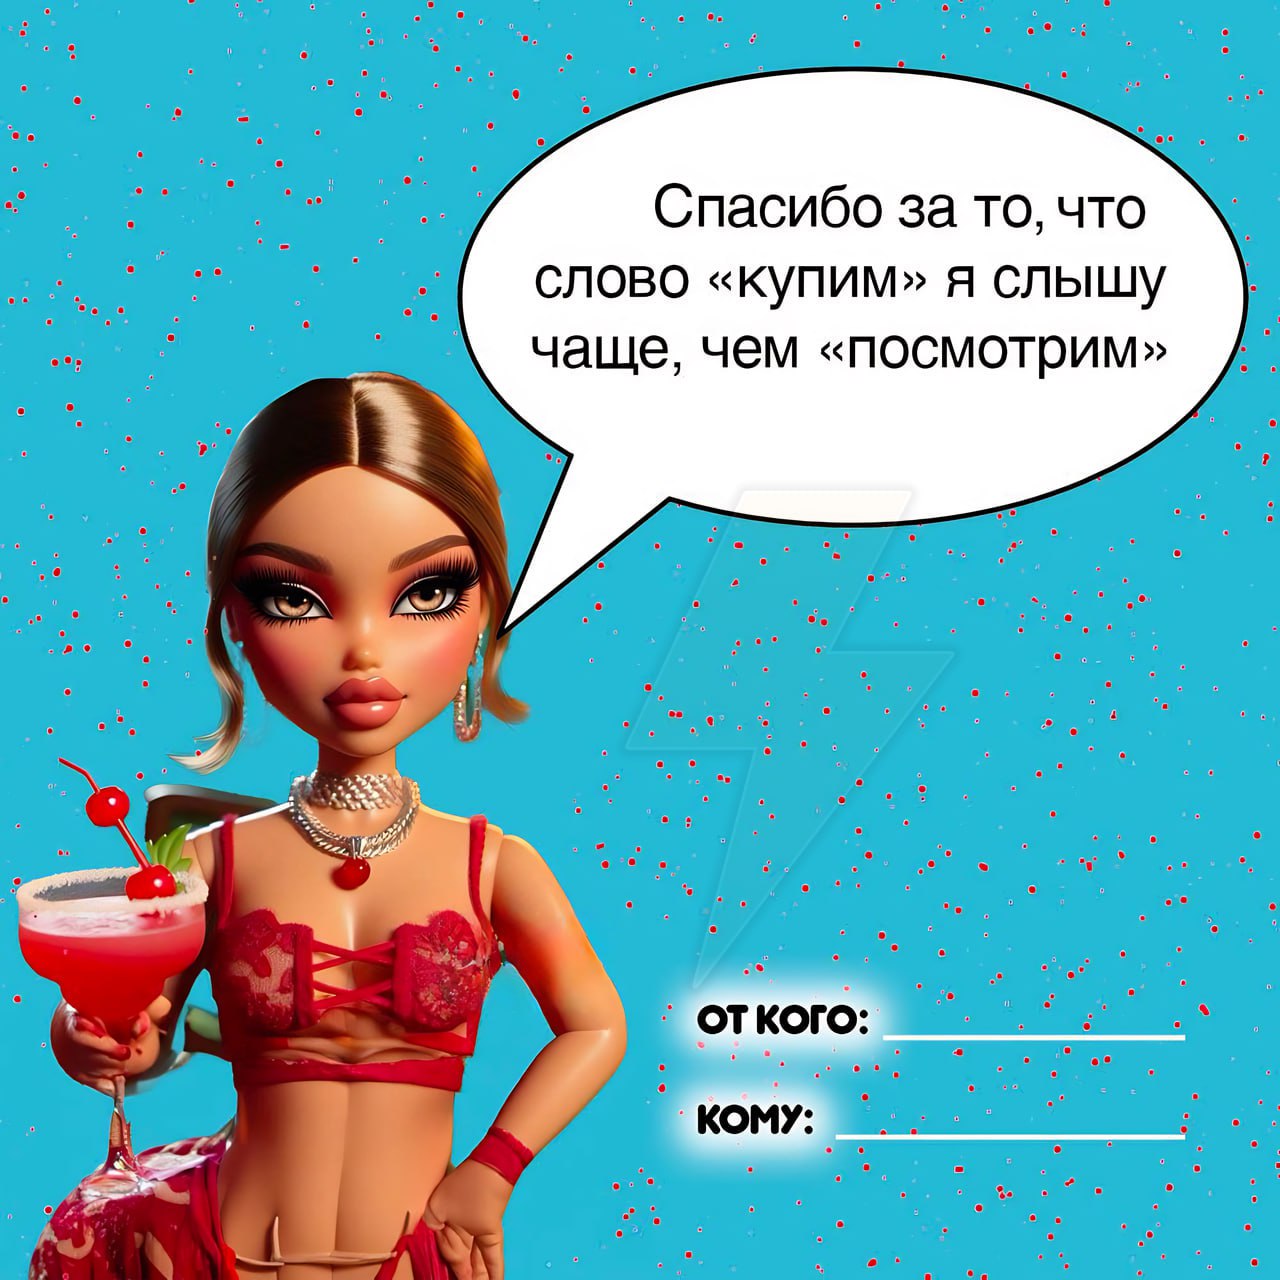 Спасибо за то, что
слово «купим» я слышу
чаще, чем «посмотрим»
ОТ КОГО:
КОМУ: